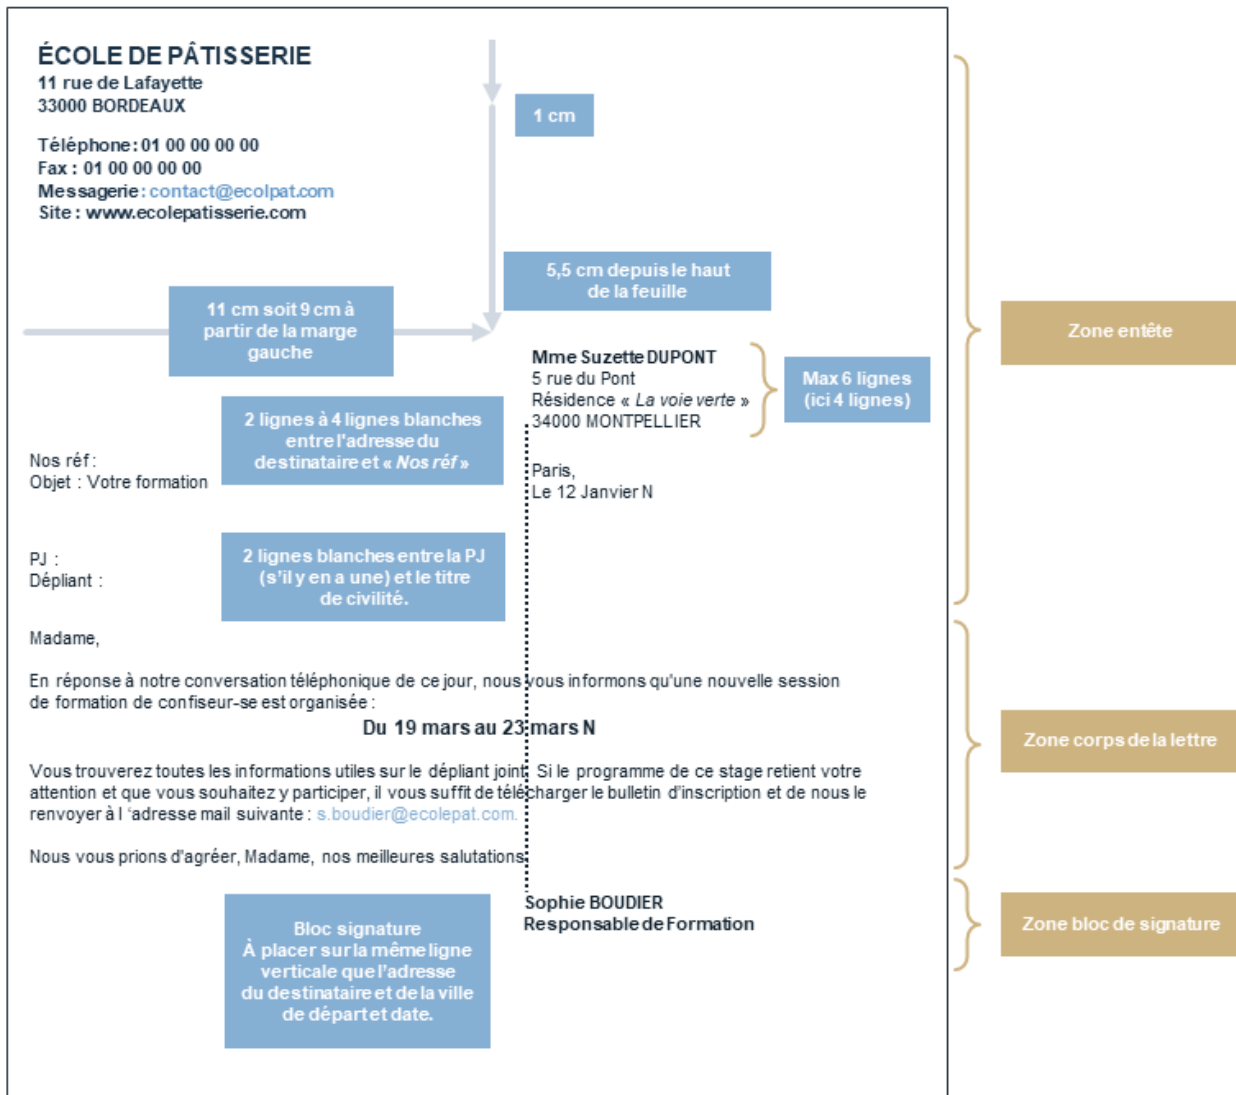 ÉCOLE DE PÂTISSERIE
11 rue de Lafayette
33000 BORDEAUX
Téléphone : 01 00 00 00 00
Fax : 01 00 00 00 00
Messagerie : contact@ecolpat.com
Site : www.ecolepatisserie.com
1 cm
5,5 cm depuis le haut
de la feuille
11 cm soit 9 cm à
partir de la marge
gauche
Zone entête
Mme Suzette DUPONT
5 rue du Pont
Résidence « La voie verte »
34000 MONTPELLIER
Max 6 lignes
(ici 4 lignes)
2 lignes à 4 lignes blanches
entre l'adresse du
destinataire et « Nos réf »
Nos réf :
Objet : Votre formation
Paris,
Le 12 Janvier N
PJ :
Dépliant :
2 lignes blanches entre la PJ
(s'il y en a une) et le titre
de civilité.
Madame,
En réponse à notre conversation téléphonique de ce jour, nous vous informons qu'une nouvelle session
de formation de confiseur-se est organisée :
Du 19 mars au 23 mars N
Zone corps de la lettre
Vous trouverez toutes les informations utiles sur le dépliant joint. Si le programme de ce stage retient votre
attention et que vous souhaitez y participer, il vous suffit de télécharger le bulletin d'inscription et de nous le
renvoyer à l 'adresse mail suivante : s.boudier@ecolepat.com.
Nous vous prions d'agréer, Madame, nos meilleures salutations.
Sophie BOUDIER
Responsable de Formation
Zone bloc de signature
Bloc signature
À placer sur la même ligne
verticale que l'adresse
du destinataire et de la ville
de départ et date.